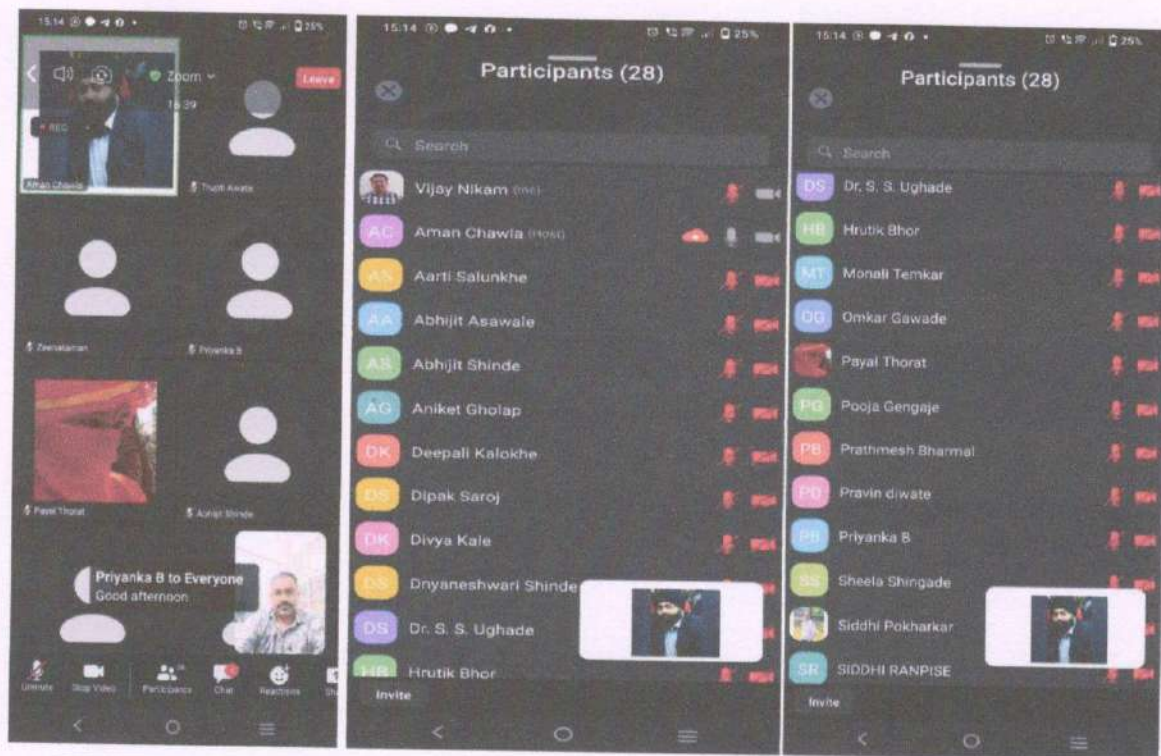 15:14
25%
Zoom
Leave
16:39
REC
Aman Chawla
Trupti Awate
Zeenataman
Priyanka B
Payal Thorat
Abhijit Shinde
Priyanka B to Everyone
Good afternoon
Unmute
Stop Video
Participants
Chat
Reactions
15:14
25%
Participants (28)
Search
Vijay Nikam (me)
AC Aman Chawla (Host)
AS Aarti Salunkhe
AA Abhijit Asawale
AS Abhijit Shinde
AG Aniket Gholap
DK Deepali Kalokhe
DS Dipak Saroj
DK Divya Kale
DS Dnyaneshwari Shinde
DS Dr. S. S. Ughade
HB Hrutik Bhor
Invite
15:14
25%
Participants (28)
Search
DS Dr. S. S. Ughade
HB Hrutik Bhor
MT Monali Temkar
OG Omkar Gawade
Payal Thorat
PG Pooja Gengaje
PB Prathmesh Bharmal
PD Pravin diwate
PB Priyanka B
SS Sheela Shingade
Siddhi Pokharkar
SR SIDDHI RANPISE
Invite